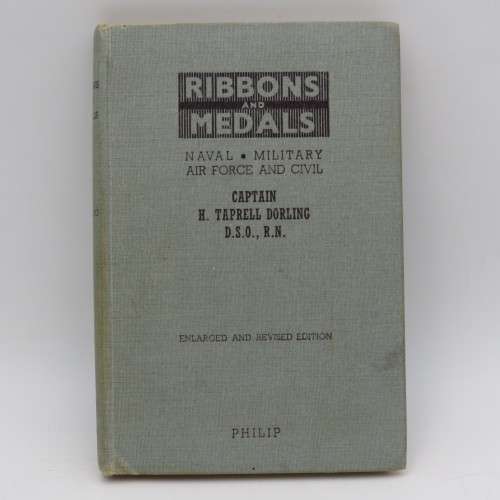 RIBBONS
AND
MEDALS
NAVAL • MILITARY
AIR FORCE AND CIVIL
CAPTAIN
H. TAPRELL DORLING
D.S.O., R.N.
ENLARGED AND REVISED EDITION
PHILIP